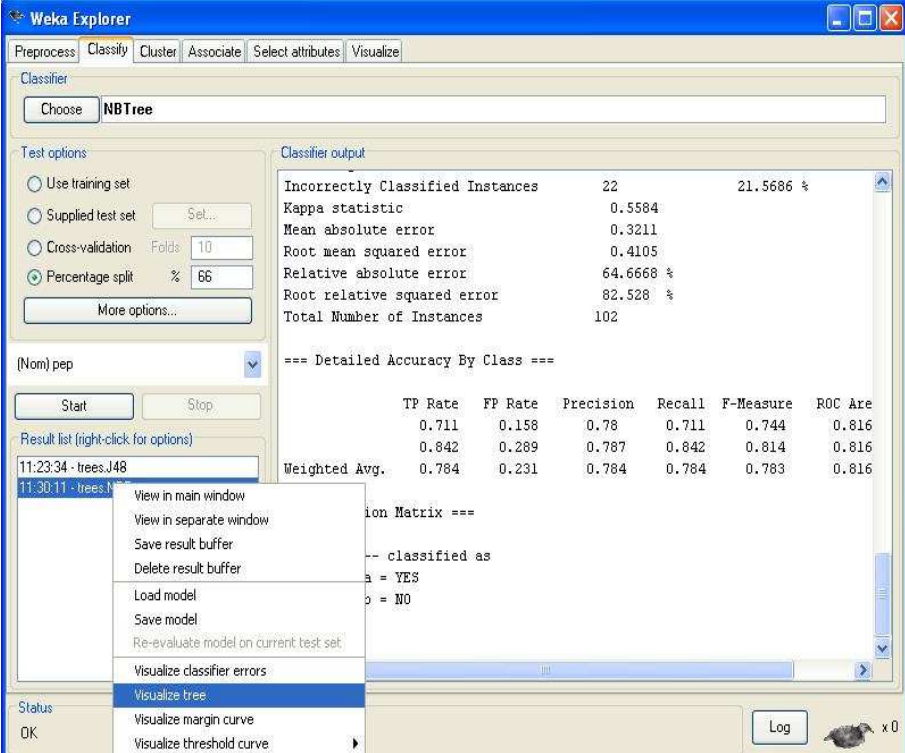 Weka Explorer
Preprocess Classify Cluster Associate Select attributes Visualize
Classifier
Choose NBTree
Test options
Use training set
Supplied test set Set...
Cross-validation Folds 10
Percentage split % 66
More options...
(Nom) pep
Start Stop
Result list (right-click for options)
11:23:34 - trees.J48
11:30:11 - trees.
View in main window
View in separate window
Save result buffer
Delete result buffer
Load model
Save model
Re-evaluate model on current test set
Visualize classifier errors
Visualize tree
Visualize margin curve
Visualize threshold curve
Classifier output
Incorrectly Classified Instances 22 21.5686 %
Kappa statistic 0.5584
Mean absolute error 0.3211
Root mean squared error 0.4105
Relative absolute error 64.6668 %
Root relative squared error 82.528 %
Total Number of Instances 102
=== Detailed Accuracy By Class ===
TP Rate FP Rate Precision Recall F-Measure ROC Are
0.711 0.158 0.78 0.711 0.744 0.816
0.842 0.289 0.787 0.842 0.814 0.816
Weighted Avg. 0.784 0.231 0.784 0.784 0.783 0.816
ion Matrix ===
-- classified as
a = YES
= NO
Status
OK
Log x 0